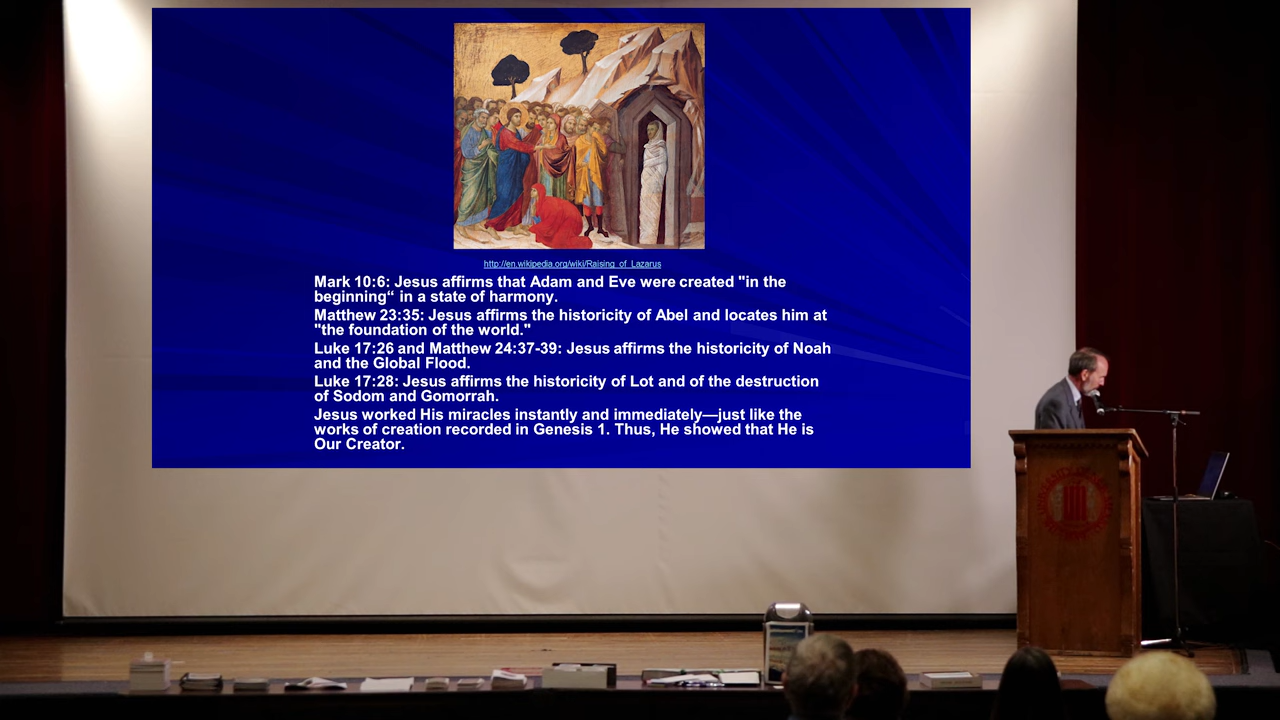 http://en.wikipedia.org/wiki/Raising_of_Lazarus
Mark 10:6: Jesus affirms that Adam and Eve were created "in the
beginning“ in a state of harmony.
Matthew 23:35: Jesus affirms the historicity of Abel and locates him at
"the foundation of the world."
Luke 17:26 and Matthew 24:37-39: Jesus affirms the historicity of Noah
and the Global Flood.
Luke 17:28: Jesus affirms the historicity of Lot and of the destruction
of Sodom and Gomorrah.
Jesus worked His miracles instantly and immediately—just like the
works of creation recorded in Genesis 1. Thus, He showed that He is
Our Creator.